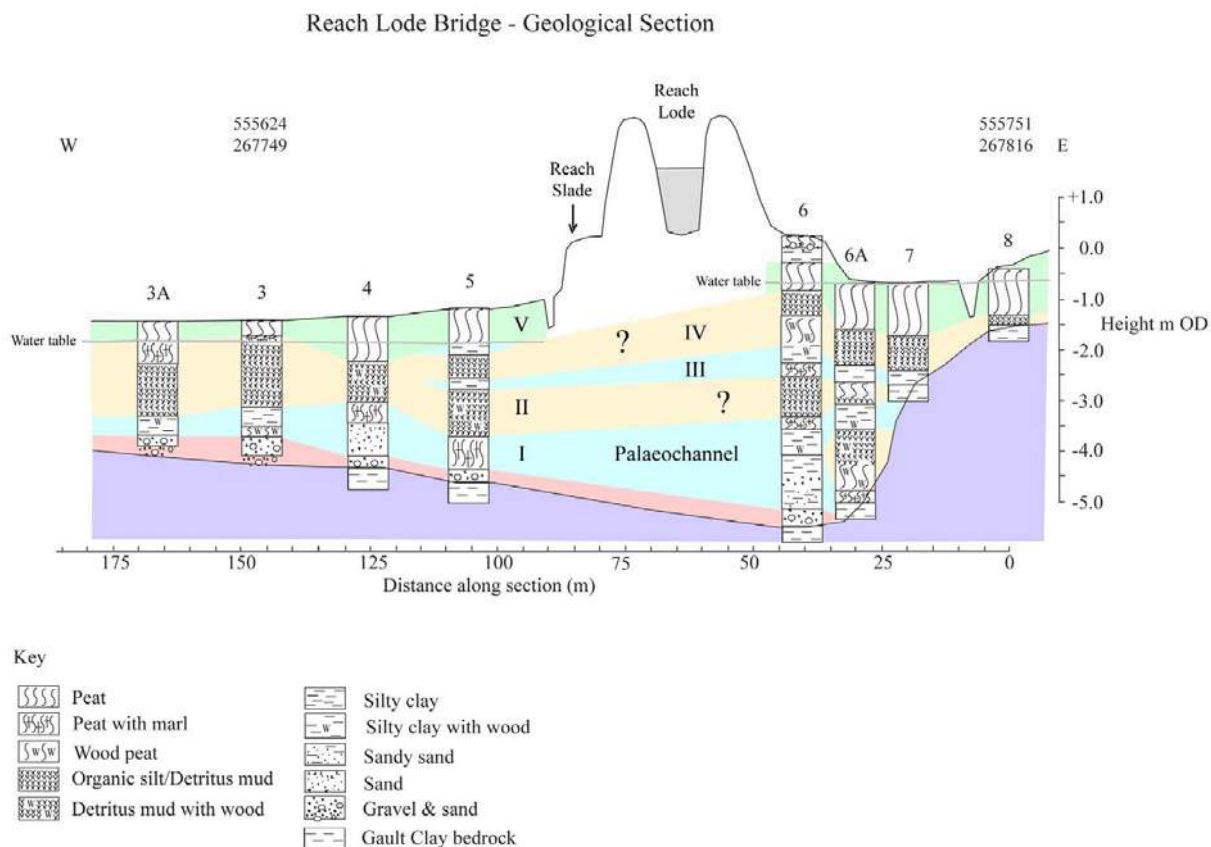 Reach Lode Bridge - Geological Section
Reach
Lode
W
555624
267749
555751
267816
E
Reach
Slade
+1.0
0.0
-1.0
-2.0
-3.0
-4.0
-5.0
Height m OD
3A
3
4
5
6
6A
7
8
Water table
Water table
V
IV
III
II
I
?
?
Palaeochannel
175
150
125
100
75
50
25
0
Distance along section (m)
Key
Peat
Peat with marl
Wood peat
Organic silt/Detritus mud
Detritus mud with wood
Silty clay
Silty clay with wood
Sandy sand
Sand
Gravel & sand
Gault Clay bedrock